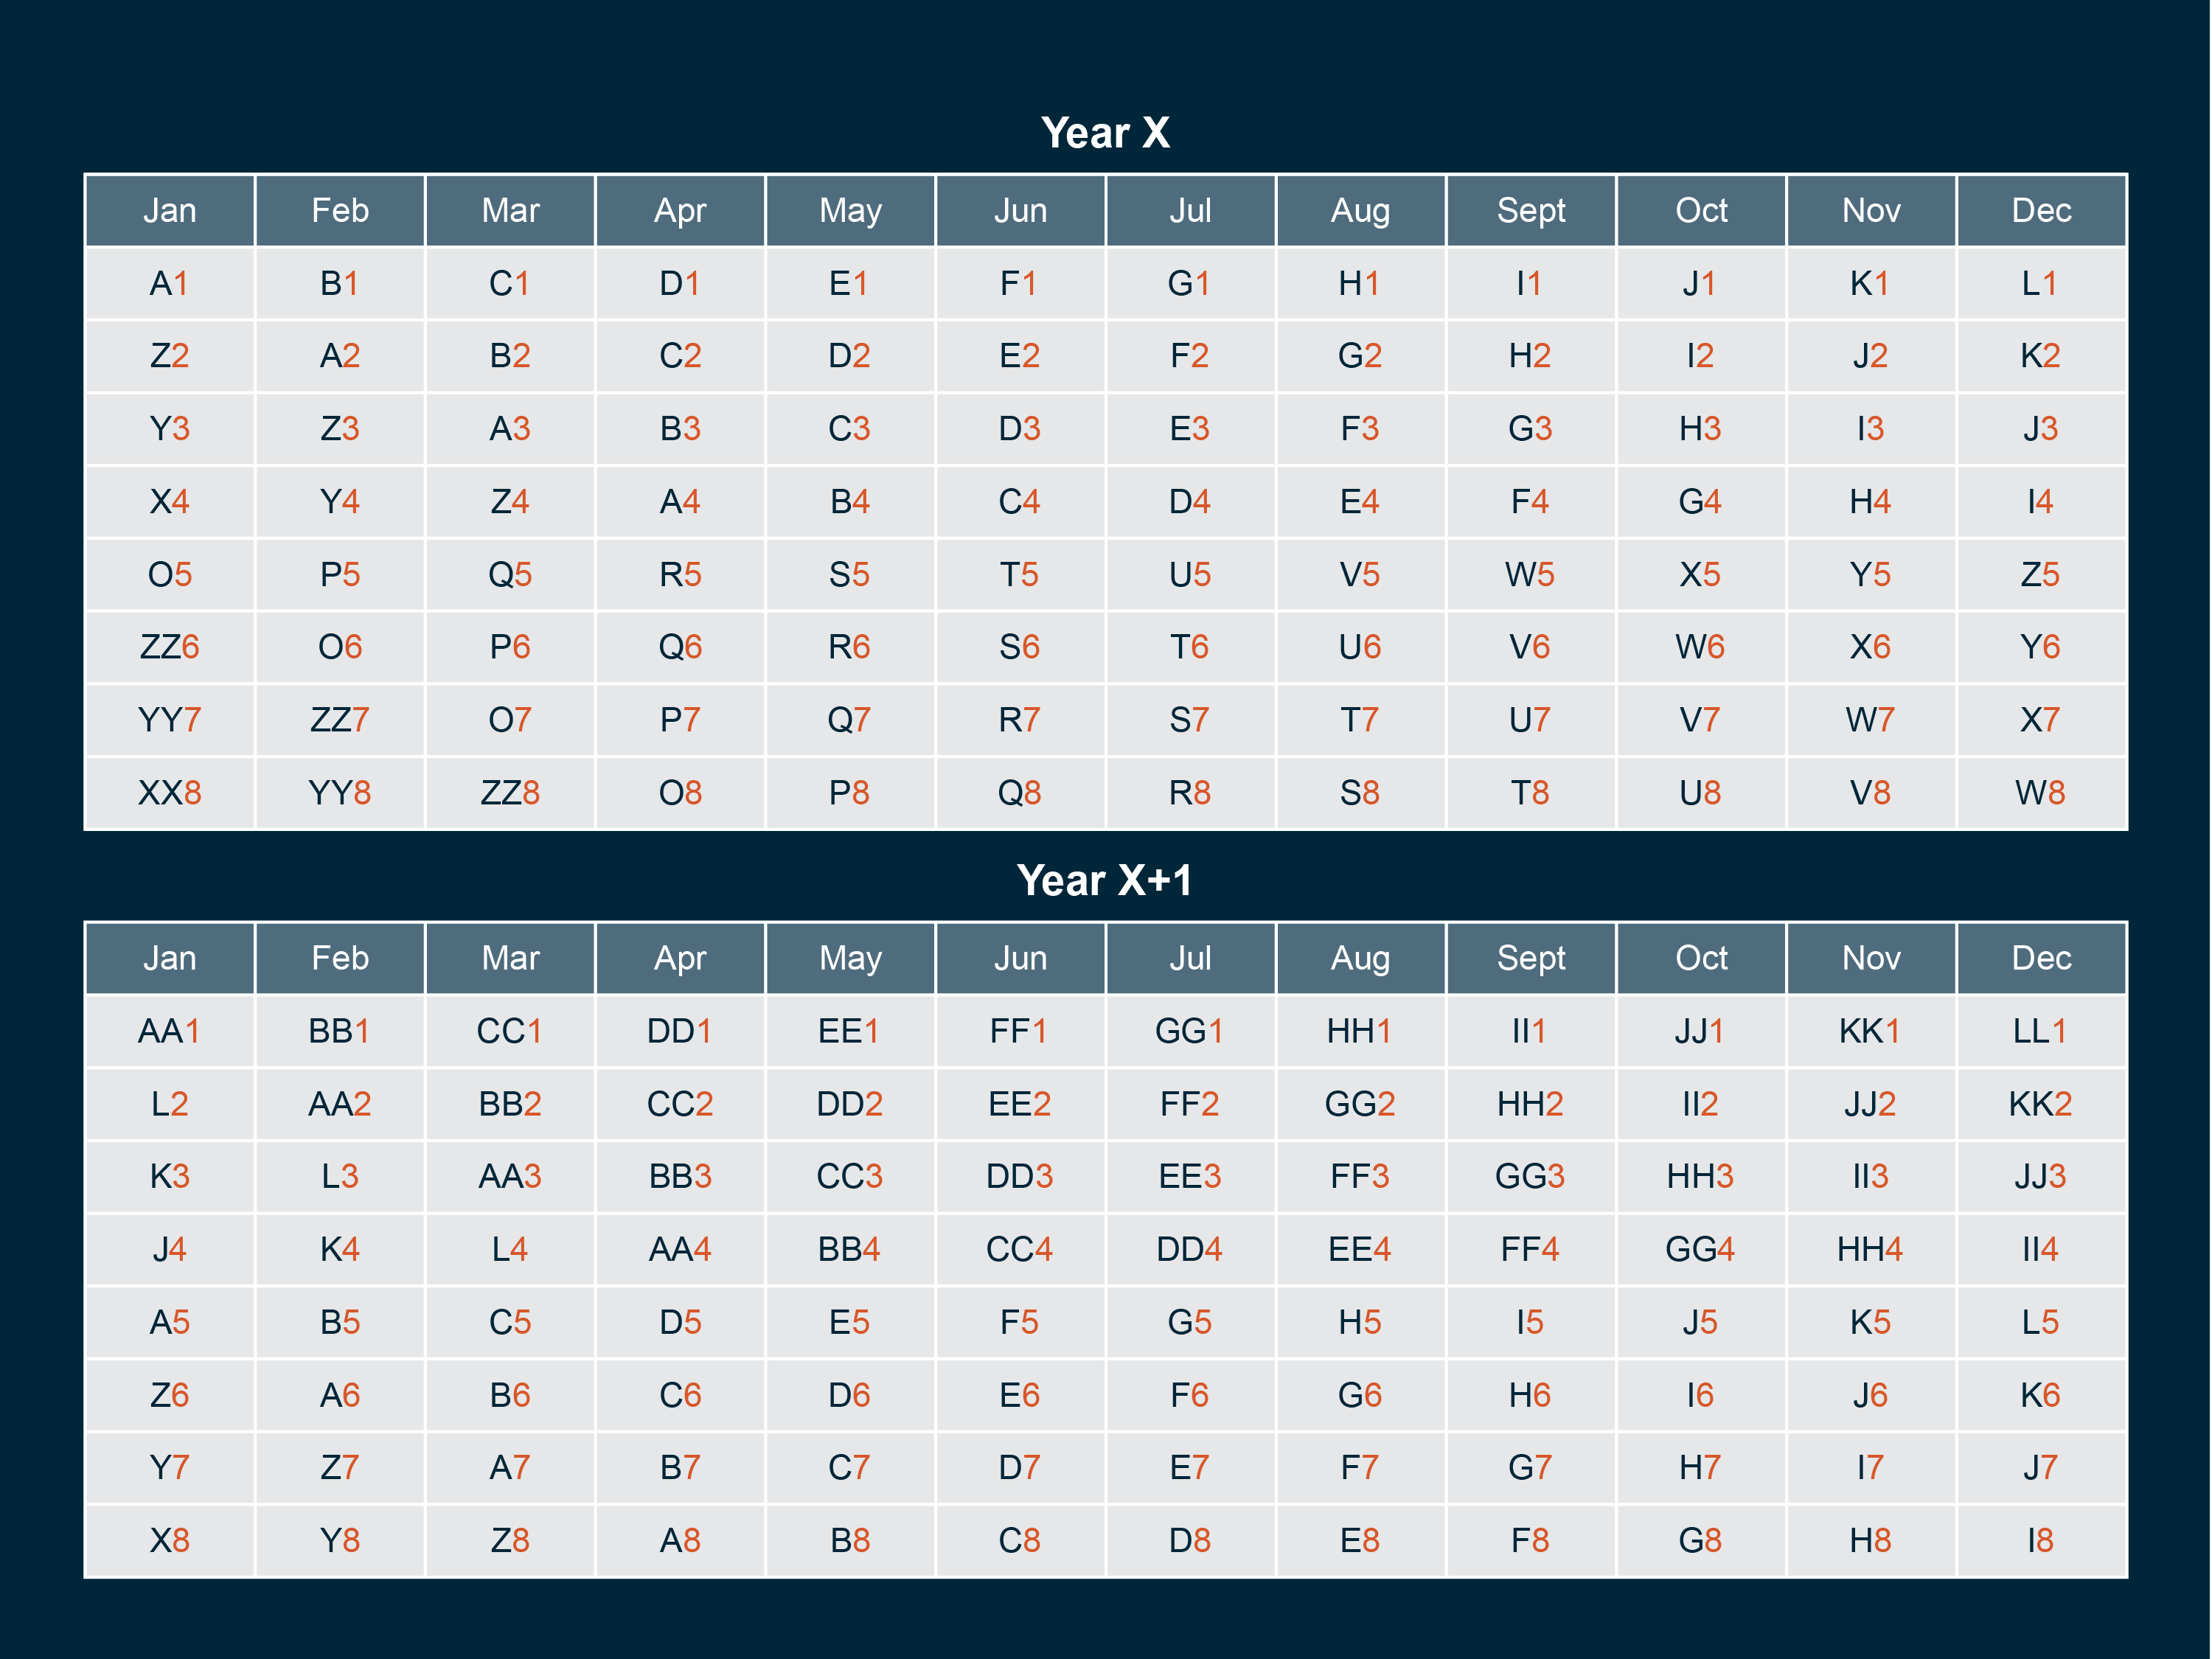 Year X
Jan Feb Mar Apr May Jun Jul Aug Sept Oct Nov Dec
A1 B1 C1 D1 E1 F1 G1 H1 I1 J1 K1 L1
Z2 A2 B2 C2 D2 E2 F2 G2 H2 I2 J2 K2
Y3 Z3 A3 B3 C3 D3 E3 F3 G3 H3 I3 J3
X4 Y4 Z4 A4 B4 C4 D4 E4 F4 G4 H4 I4
O5 P5 Q5 R5 S5 T5 U5 V5 W5 X5 Y5 Z5
ZZ6 O6 P6 Q6 R6 S6 T6 U6 V6 W6 X6 Y6
YY7 ZZ7 O7 P7 Q7 R7 S7 T7 U7 V7 W7 X7
XX8 YY8 ZZ8 O8 P8 Q8 R8 S8 T8 U8 V8 W8
Year X+1
Jan Feb Mar Apr May Jun Jul Aug Sept Oct Nov Dec
AA1 BB1 CC1 DD1 EE1 FF1 GG1 HH1 II1 JJ1 KK1 LL1
L2 AA2 BB2 CC2 DD2 EE2 FF2 GG2 HH2 II2 JJ2 KK2
K3 L3 AA3 BB3 CC3 DD3 EE3 FF3 GG3 HH3 II3 JJ3
J4 K4 L4 AA4 BB4 CC4 DD4 EE4 FF4 GG4 HH4 II4
A5 B5 C5 D5 E5 F5 G5 H5 I5 J5 K5 L5
Z6 A6 B6 C6 D6 E6 F6 G6 H6 I6 J6 K6
Y7 Z7 A7 B7 C7 D7 E7 F7 G7 H7 I7 J7
X8 Y8 Z8 A8 B8 C8 D8 E8 F8 G8 H8 I8